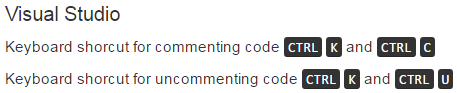 Visual Studio
Keyboard shorcut for commenting code CTRL K and CTRL C
Keyboard shorcut for uncommenting code CTRL K and CTRL U